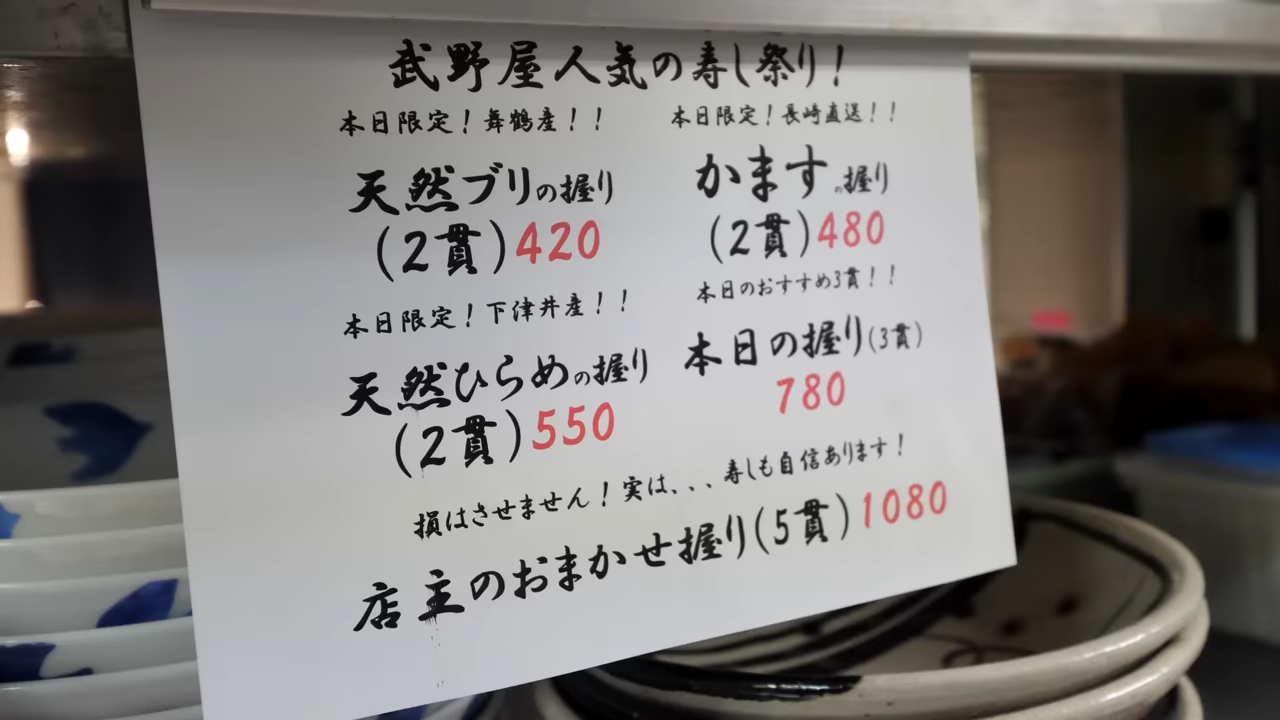 武野屋人気の寿し祭り!
本日限定!舞鶴産!!
天然ブリの握り
(2貫)420
本日限定!長崎直送!!
かますの握り
(2貫)480
本日限定!下津井産!!
天然ひらめの握り
(2貫)550
本日のおすすめ3貫!!
本日の握り(3貫)
780
損はさせません!実は、、、寿しも自信あります!
店主のおまかせ握り(5貫)1080